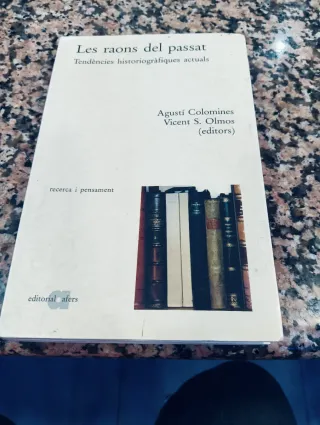 Les raons del passat
Tendències historiogràfiques actuals
Agustí Colomines
Vicent S. Olmos
(editors)
recerca i pensament
editorial afers